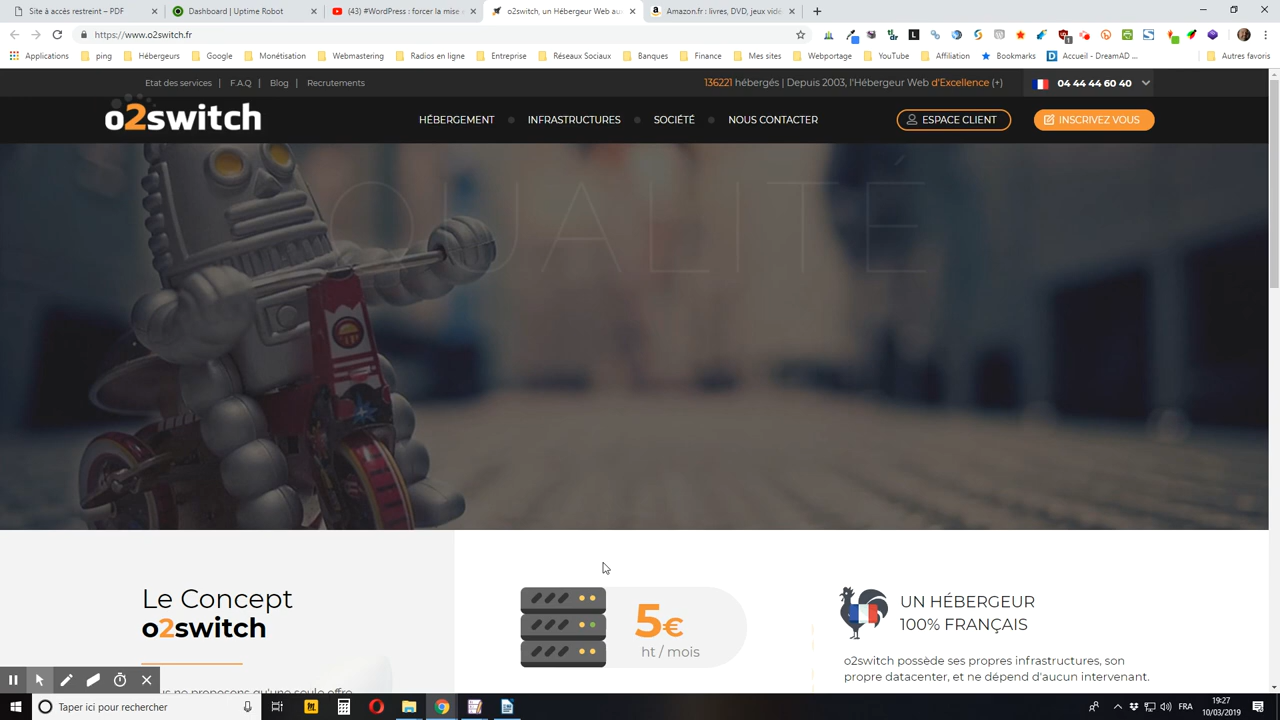 Site à accès restreint – PDF
Dashboard | Uptime Robot
(43) #WordPress : forcer la mise
o2switch, un Hébergeur Web au
Amazon.fr : livres, DVD, jeux vidé
https://www.o2switch.fr
Applications
ping
Hébergeurs
Google
Monétisation
Webmastering
Radios en ligne
Entreprise
Réseaux Sociaux
Banques
Finance
Mes sites
Webportage
YouTube
Affiliation
Bookmarks
Accueil – DreamAD ...
Autres favoris
Etat des services | F.A.Q | Blog | Recrutements
136221 hébergés | Depuis 2003, l'Hébergeur Web d'Excellence (+)
04 44 44 60 40
o2switch
HÉBERGEMENT
INFRASTRUCTURES
SOCIÉTÉ
NOUS CONTACTER
ESPACE CLIENT
INSCRIVEZ VOUS
QUALITÉ
Le Concept
o2switch
5€
ht / mois
UN HÉBERGEUR
100% FRANÇAIS
o2switch possède ses propres infrastructures, son
propre datacenter, et ne dépend d'aucun intervenant.
Taper ici pour rechercher
FRA
19:27
10/03/2019